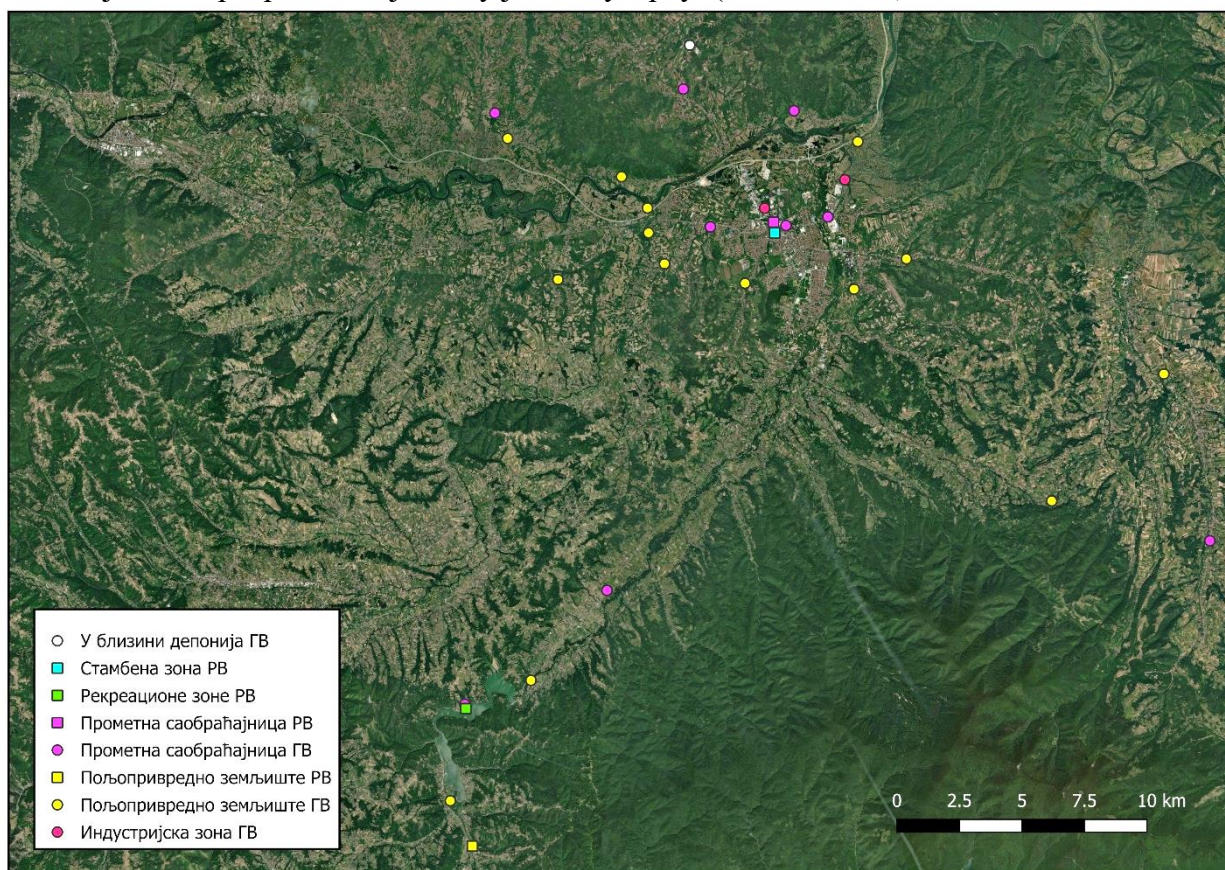 0 2.5 5 7.5 10 km
У близини депонија ГВ
Стамбена зона РВ
Рекреационе зоне РВ
Прометна саобраћајница РВ
Прометна саобраћајница ГВ
Пољопривредно земљиште РВ
Пољопривредно земљиште ГВ
Индустријска зона ГВ